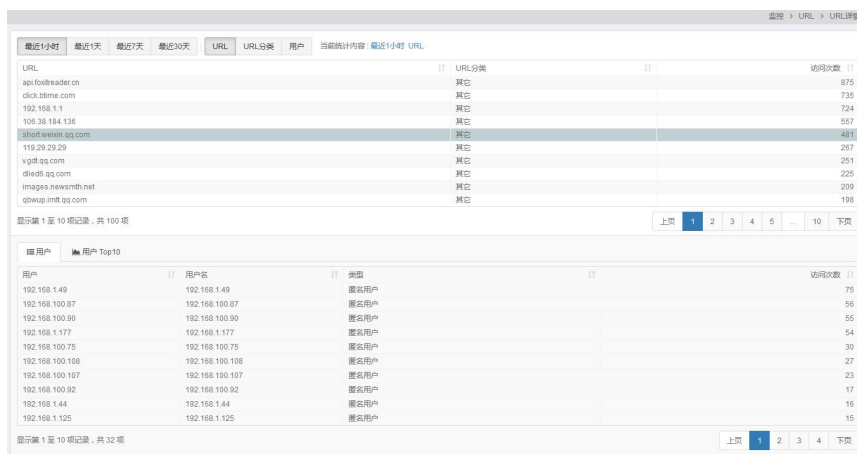 监控 > URL > URL详情
最近1小时 最近1天 最近7天 最近30天 URL URL分类 用户 当前统计内容: 最近1小时 URL
URL URL分类 访问次数
api.foxitreader.cn 其它 875
click.btime.com 其它 735
192.168.1.1 其它 724
106.38.184.136 其它 557
short.weixin.qq.com 其它 481
119.29.29.29 其它 267
v.gdt.qq.com 其它 251
dlied6.qq.com 其它 225
images.newsmth.net 其它 209
qbwup.imtt.qq.com 其它 198
显示第 1 至 10 项记录，共 100 项 上页 1 2 3 4 5 ... 10 下页
用户 用户 Top10
用户 用户名 类型 访问次数
192.168.1.49 192.168.1.49 匿名用户 75
192.168.100.87 192.168.100.87 匿名用户 56
192.168.100.90 192.168.100.90 匿名用户 55
192.168.1.177 192.168.1.177 匿名用户 54
192.168.100.75 192.168.100.75 匿名用户 30
192.168.100.108 192.168.100.108 匿名用户 27
192.168.100.107 192.168.100.107 匿名用户 23
192.168.100.92 192.168.100.92 匿名用户 17
192.168.1.44 192.168.1.44 匿名用户 16
192.168.1.125 192.168.1.125 匿名用户 15
显示第 1 至 10 项记录，共 32 项 上页 1 2 3 4 下页